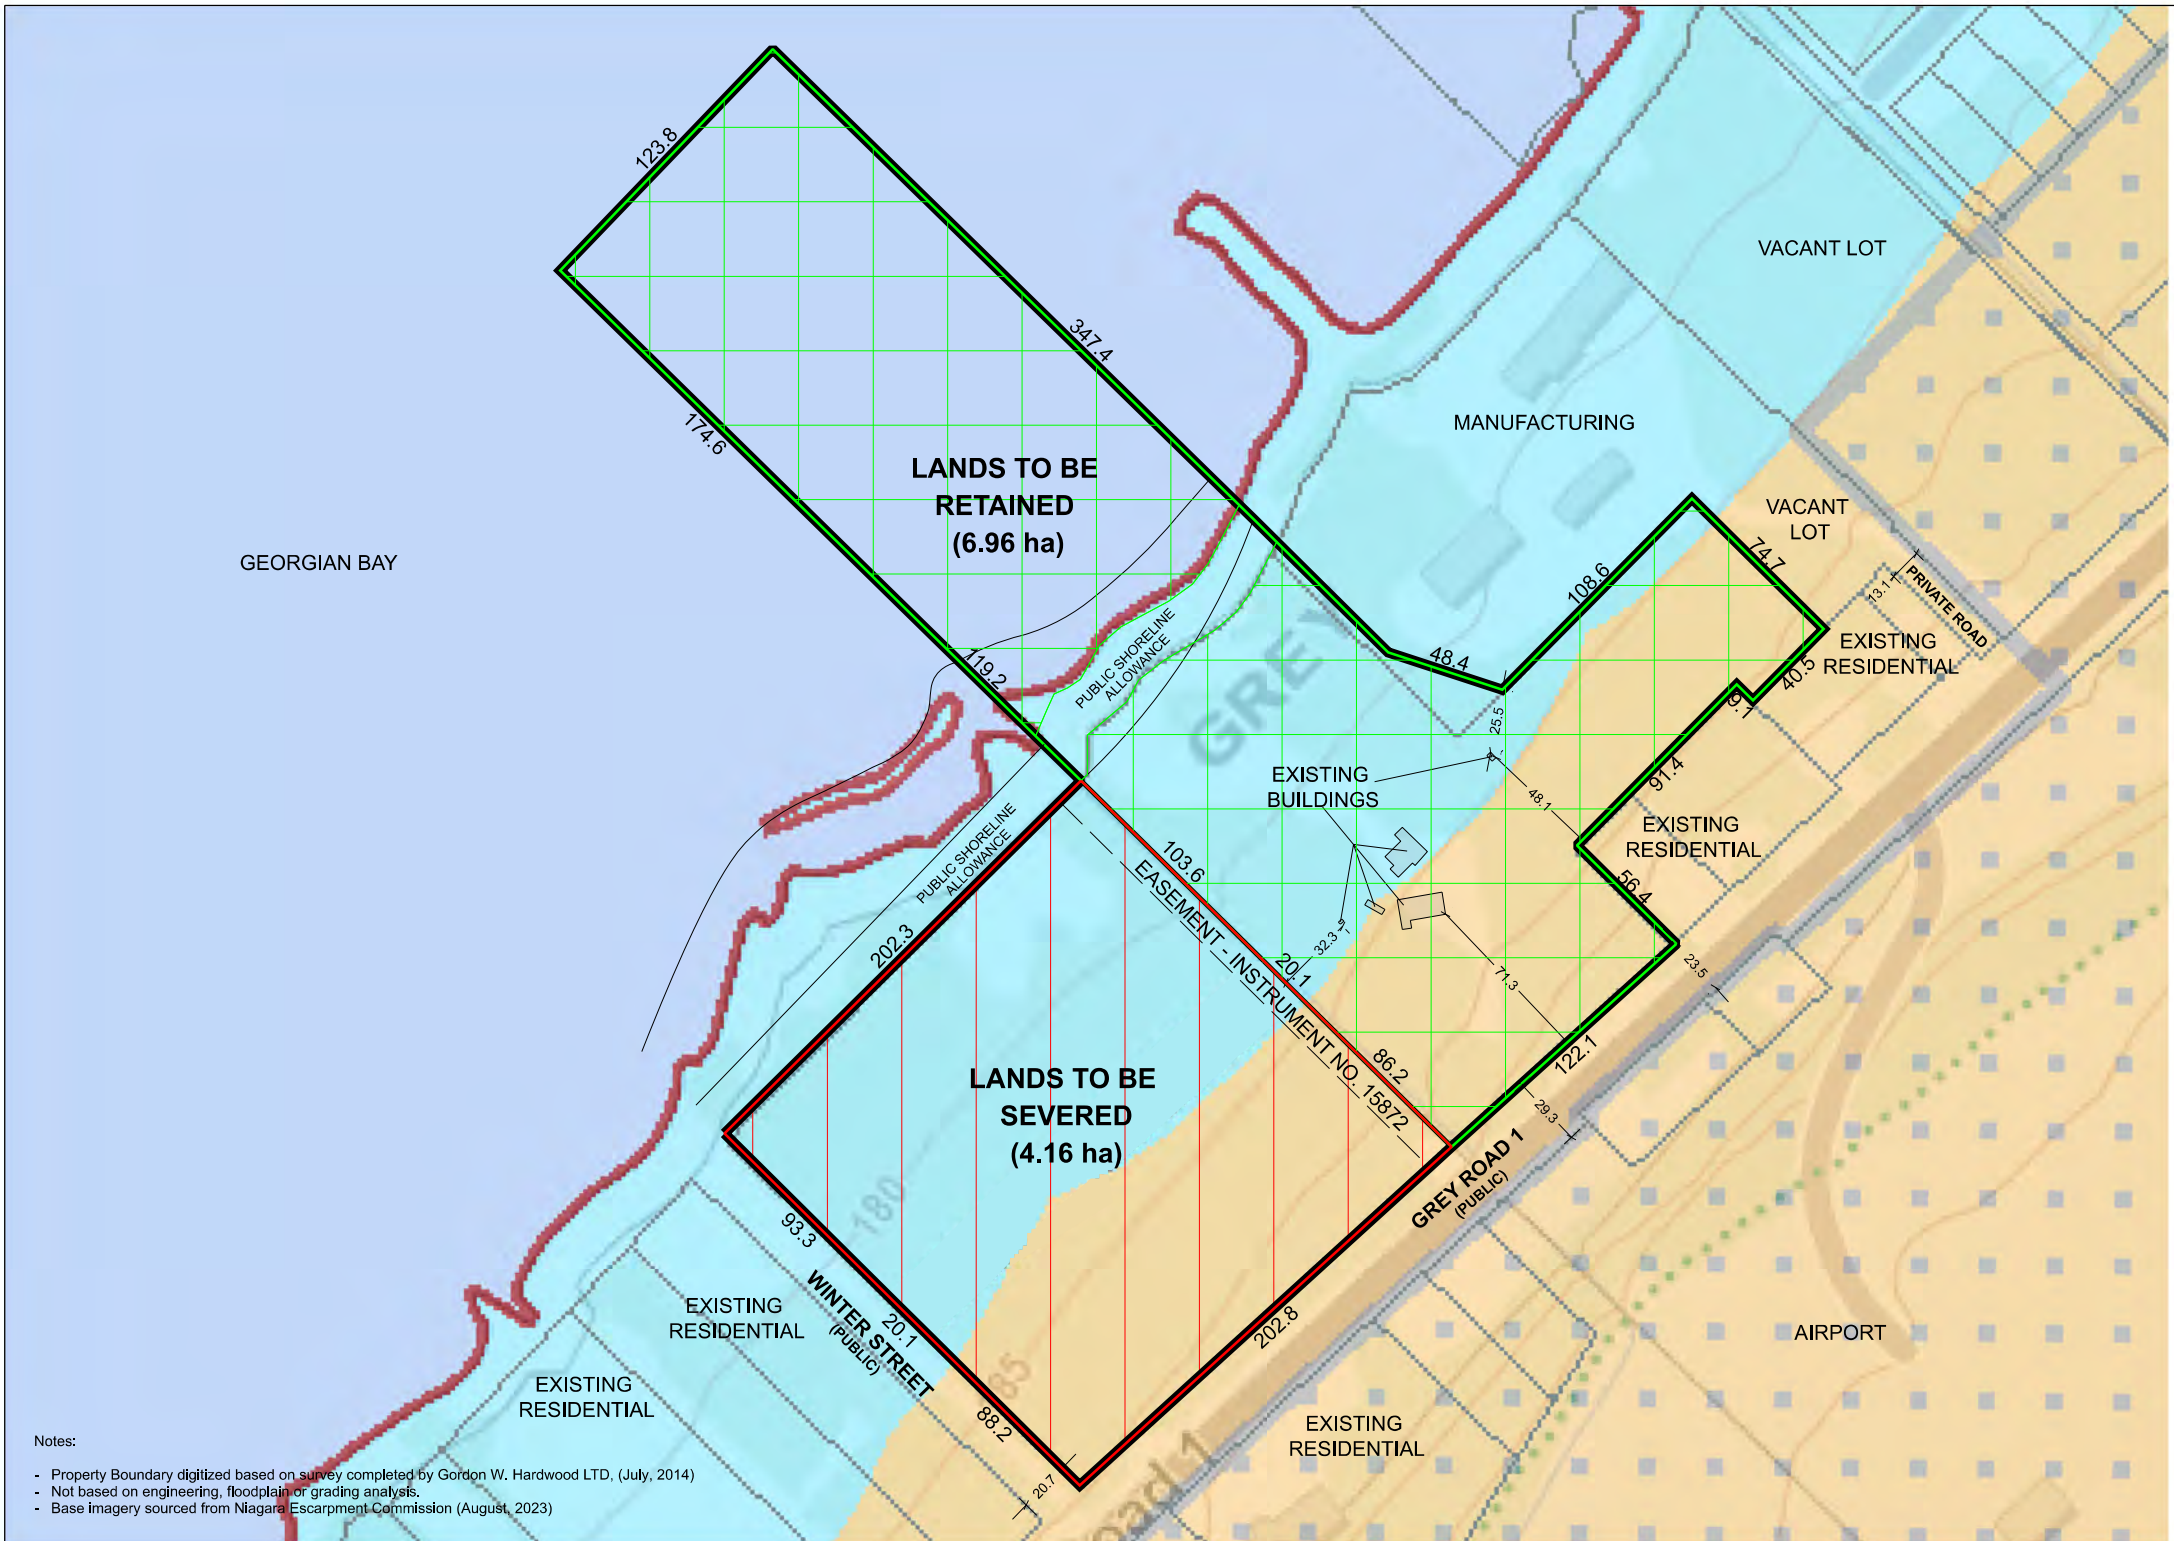 123.8
347.4
174.6
LANDS TO BE
RETAINED
(6.96 ha)
GEORGIAN BAY
VACANT LOT
MANUFACTURING
VACANT
LOT
74.7
108.6
13.1
PRIVATE ROAD
EXISTING
RESIDENTIAL
40.5
9.1
48.4
25.5
119.2
PUBLIC SHORELINE
ALLOWANCE
GREY
EXISTING
BUILDINGS
48.1
91.4
EXISTING
RESIDENTIAL
56.4
PUBLIC SHORELINE
ALLOWANCE
103.6
EASEMENT - INSTRUMENT NO. 15872
202.3
32.3
20.1
71.3
23.5
86.2
122.1
29.3
LANDS TO BE
SEVERED
(4.16 ha)
GREY ROAD 1
(PUBLIC)
180
93.3
WINTER STREET
(PUBLIC)
20.1
88.2
85
202.8
EXISTING
RESIDENTIAL
EXISTING
RESIDENTIAL
EXISTING
RESIDENTIAL
AIRPORT
20.7
oad 1
Notes:
- Property Boundary digitized based on survey completed by Gordon W. Hardwood LTD, (July, 2014)
- Not based on engineering, floodplain or grading analysis.
- Base imagery sourced from Niagara Escarpment Commission (August, 2023)